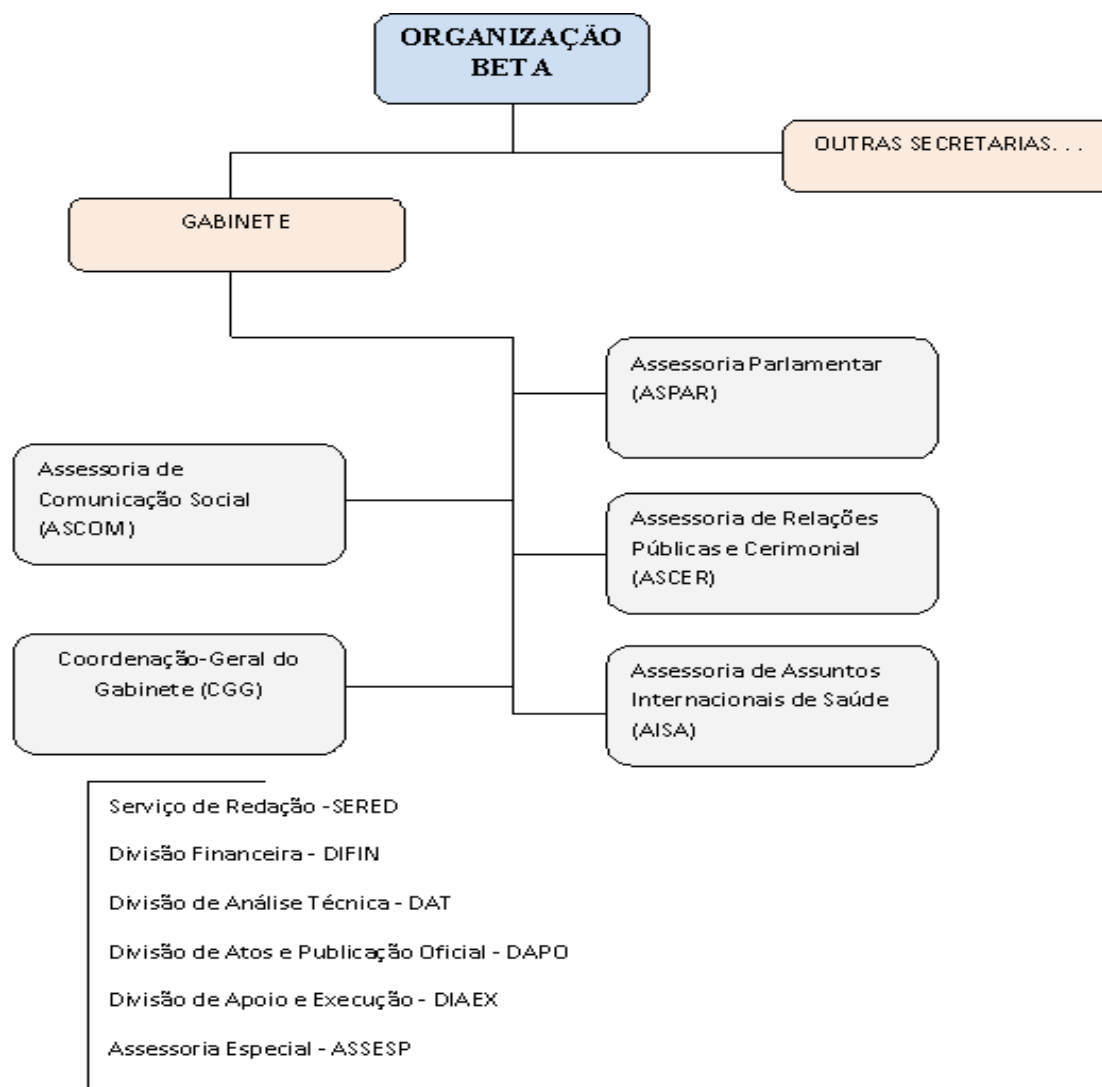 ORGANIZAÇÃO
BETA
OUTRAS SECRETARIAS...
GABINETE
Assessoria Parlamentar
(ASPAR)
Assessoria de
Comunicação Social
(ASCOM)
Assessoria de Relações
Públicas e Cerimonial
(ASCER)
Coordenação-Geral do
Gabinete (CGG)
Assessoria de Assuntos
Internacionais de Saúde
(AISA)
Serviço de Redação -SERED
Divisão Financeira - DIFIN
Divisão de Análise Técnica - DAT
Divisão de Atos e Publicação Oficial - DAPO
Divisão de Apoio e Execução - DIAEX
Assessoria Especial - ASSESP